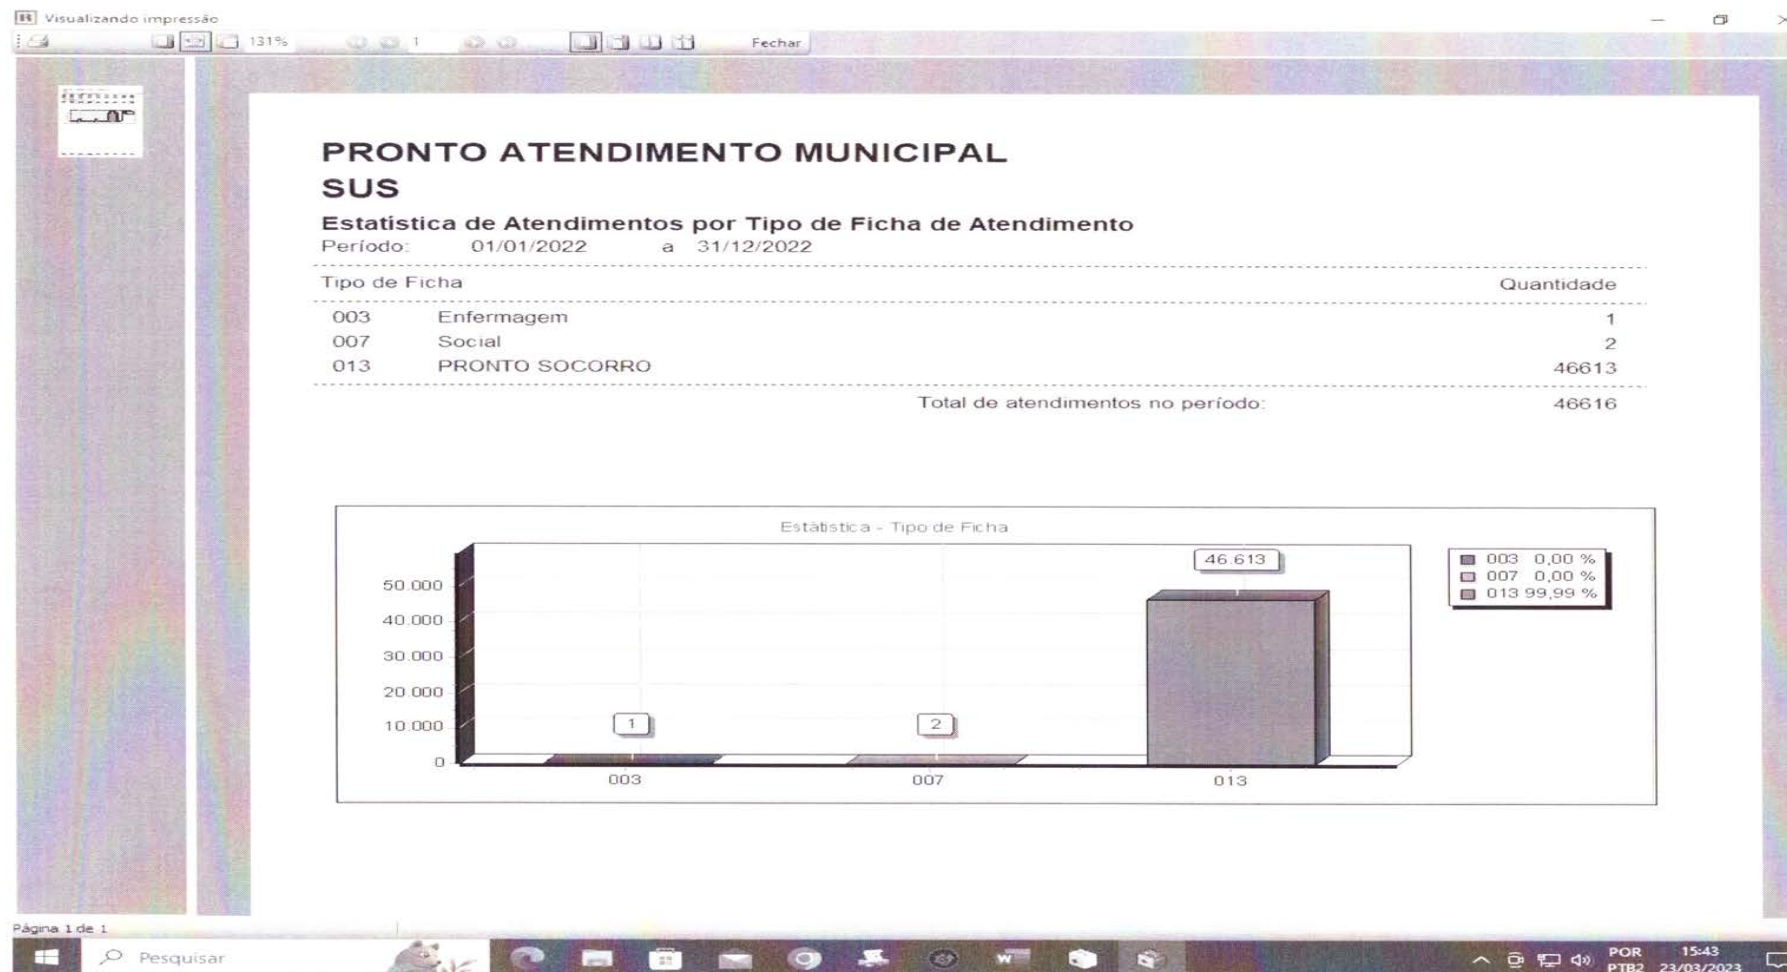 Visualizando impressão
131% 1 Fechar
PRONTO ATENDIMENTO MUNICIPAL
SUS
Estatística de Atendimentos por Tipo de Ficha de Atendimento
Período: 01/01/2022 a 31/12/2022
Tipo de Ficha Quantidade
003 Enfermagem 1
007 Social 2
013 PRONTO SOCORRO 46613
Total de atendimentos no período: 46616
Estátistica - Tipo de Ficha
46.613
003 0,00 %
007 0,00 %
013 99,99 %
50.000
40.000
30.000
20.000
10.000
0
1
2
003 007 013
Página 1 de 1
Pesquisar
POR 15:43
PTB2 23/03/2023